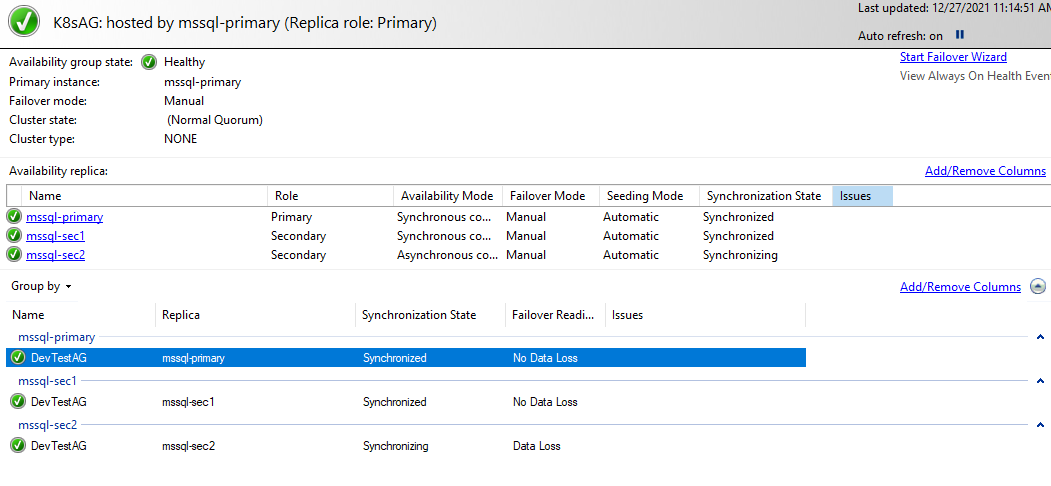 K8sAG: hosted by mssql-primary (Replica role: Primary)
Last updated: 12/27/2021 11:14:51
Auto refresh: on
Availability group state: Healthy
Start Failover Wizard
Primary instance: mssql-primary
View Always On Health
Failover mode: Manual
Cluster state: (Normal Quorum)
Cluster type: NONE
Availability replica: Add/Remove Columns
Name Role Availability Mode Failover Mode Seeding Mode Synchronization State Issues
mssql-primary Primary Synchronous co... Manual Automatic Synchronized
mssql-sec1 Secondary Synchronous co... Manual Automatic Synchronized
mssql-sec2 Secondary Asynchronous co... Manual Automatic Synchronizing
Group by Add/Remove Columns
Name Replica Synchronization State Failover Readi... Issues
mssql-primary
DevTestAG mssql-primary Synchronized No Data Loss
mssql-sec1
DevTestAG mssql-sec1 Synchronized No Data Loss
mssql-sec2
DevTestAG mssql-sec2 Synchronizing Data Loss